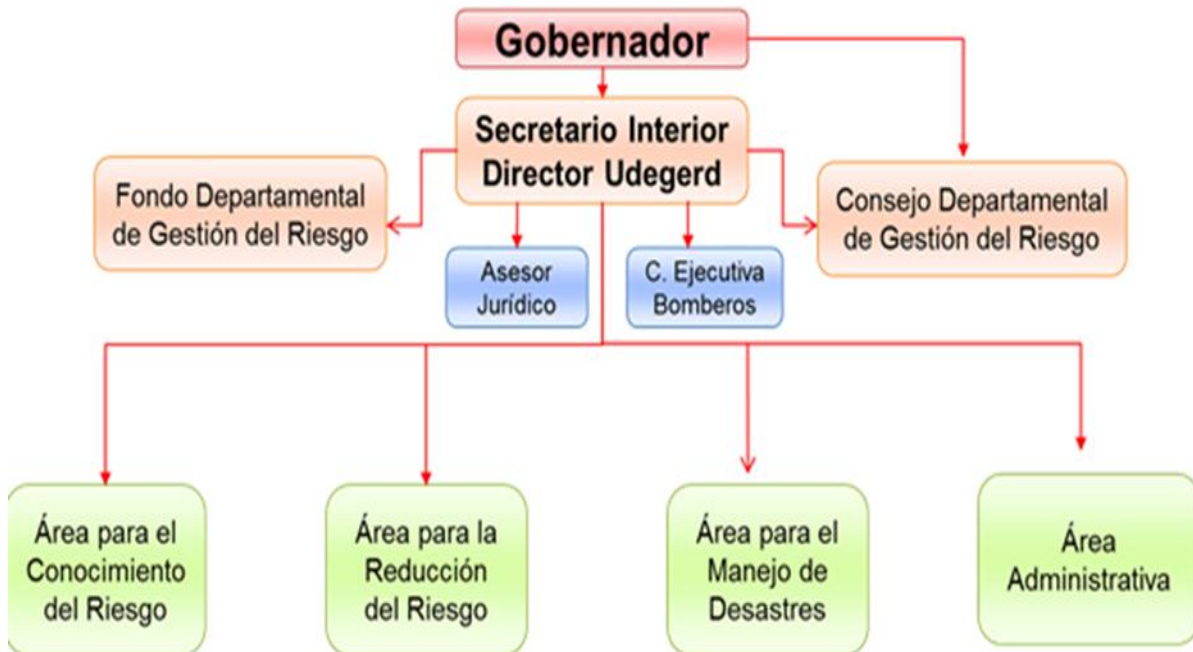 Gobernador
Secretario Interior
Director Udegerd
Fondo Departamental
de Gestión del Riesgo
Consejo Departamental
de Gestión del Riesgo
Asesor
Jurídico
C. Ejecutiva
Bomberos
Área para el
Conocimiento
del Riesgo
Área para la
Reducción
del Riesgo
Área para el
Manejo de
Desastres
Área
Administrativa